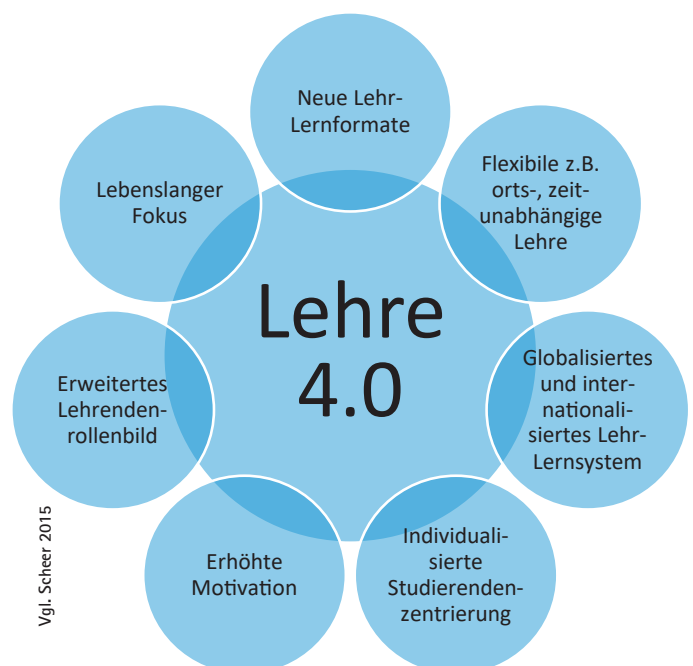 Neue Lehr-
Lernformate
Flexibile z.B.
orts-, zeit-
unabhängige
Lehre
Globalisiertes
und inter-
nationali-
siertes Lehr-
Lernsystem
Individuali-
sierte
Studierenden-
zentrierung
Erhöhte
Motivation
Erweitertes
Lehrenden-
rollenbild
Lebenslanger
Fokus
Lehre
4.0
Vgl. Scheer 2015